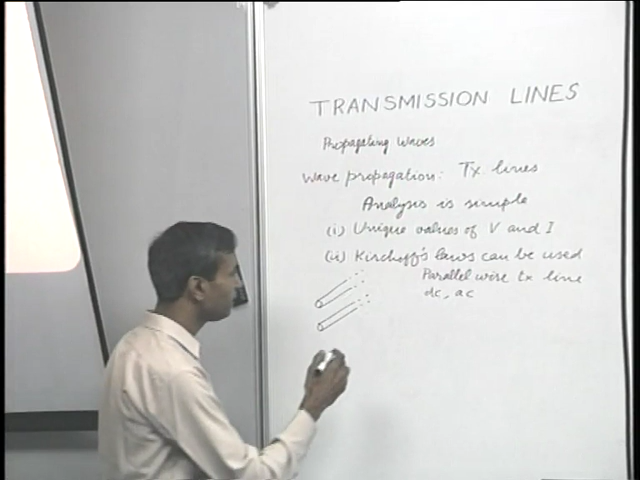 TRANSMISSION LINES
Propagating Waves
Wave propagation: Tx. lines
Analysis is simple
(i) Unique values of V and I
(ii) Kirchoff's laws can be used
Parallel wire tx line
dc, ac